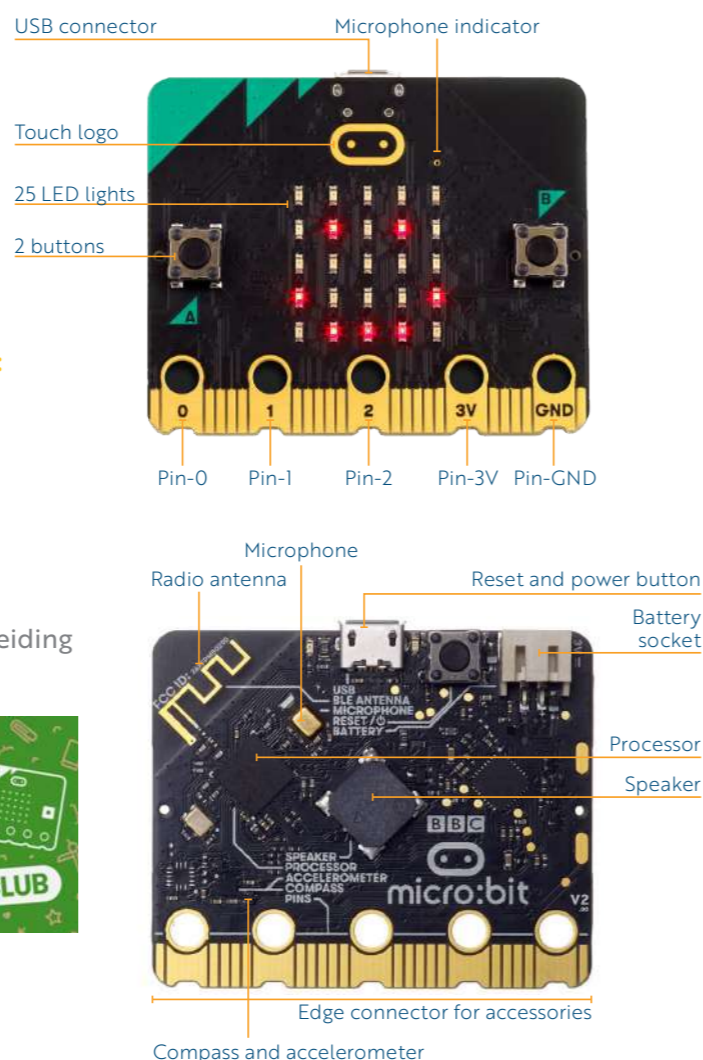 USB connector
Microphone indicator
Touch logo
25 LED lights
2 buttons
B
A
0 1 2 3V GND
Pin-0 Pin-1 Pin-2 Pin-3V Pin-GND
Microphone
Radio antenna
Reset and power button
Battery
socket
eiding
FCC ID:
USB
BLE ANTENNA
MICROPHONE
RESET/⏻
BATTERY
Processor
Speaker
BBC
LUB
SPEAKER
PROCESSOR
ACCELEROMETER
COMPASS
PINS
micro:bit
V2
Edge connector for accessories
Compass and accelerometer